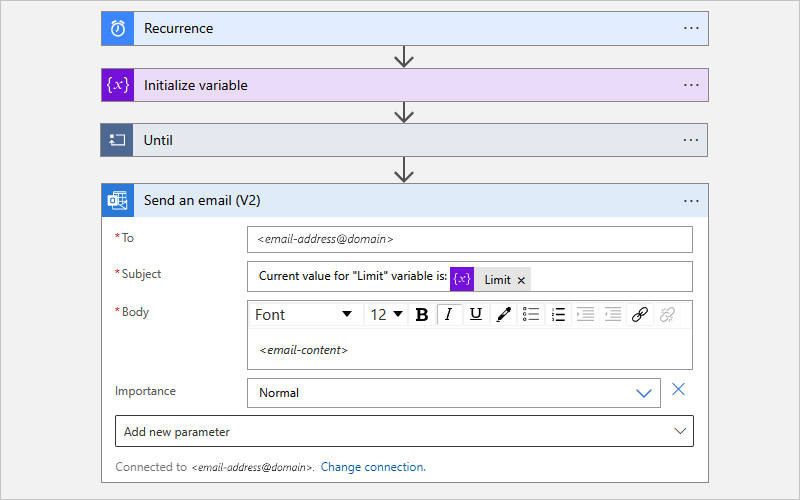 Recurrence ...
{x} Initialize variable ...
Until ...
Send an email (V2) ...
*To <email-address@domain>
*Subject Current value for "Limit" variable is: {x} Limit ×
*Body Font 12 B I U
<email-content>
Importance Normal
Add new parameter
Connected to <email-address@domain>. Change connection.